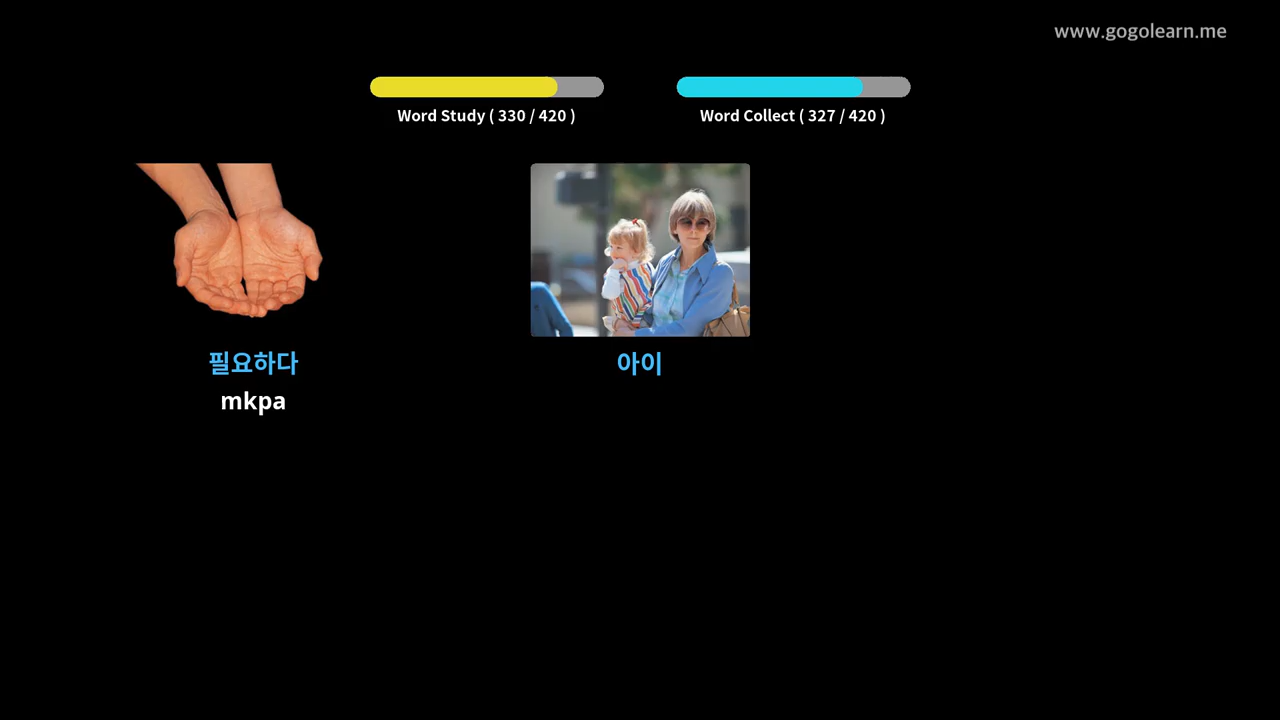 www.gogolearn.me
Word Study ( 330 / 420 )
Word Collect ( 327 / 420 )
필요하다
mkpa
아이